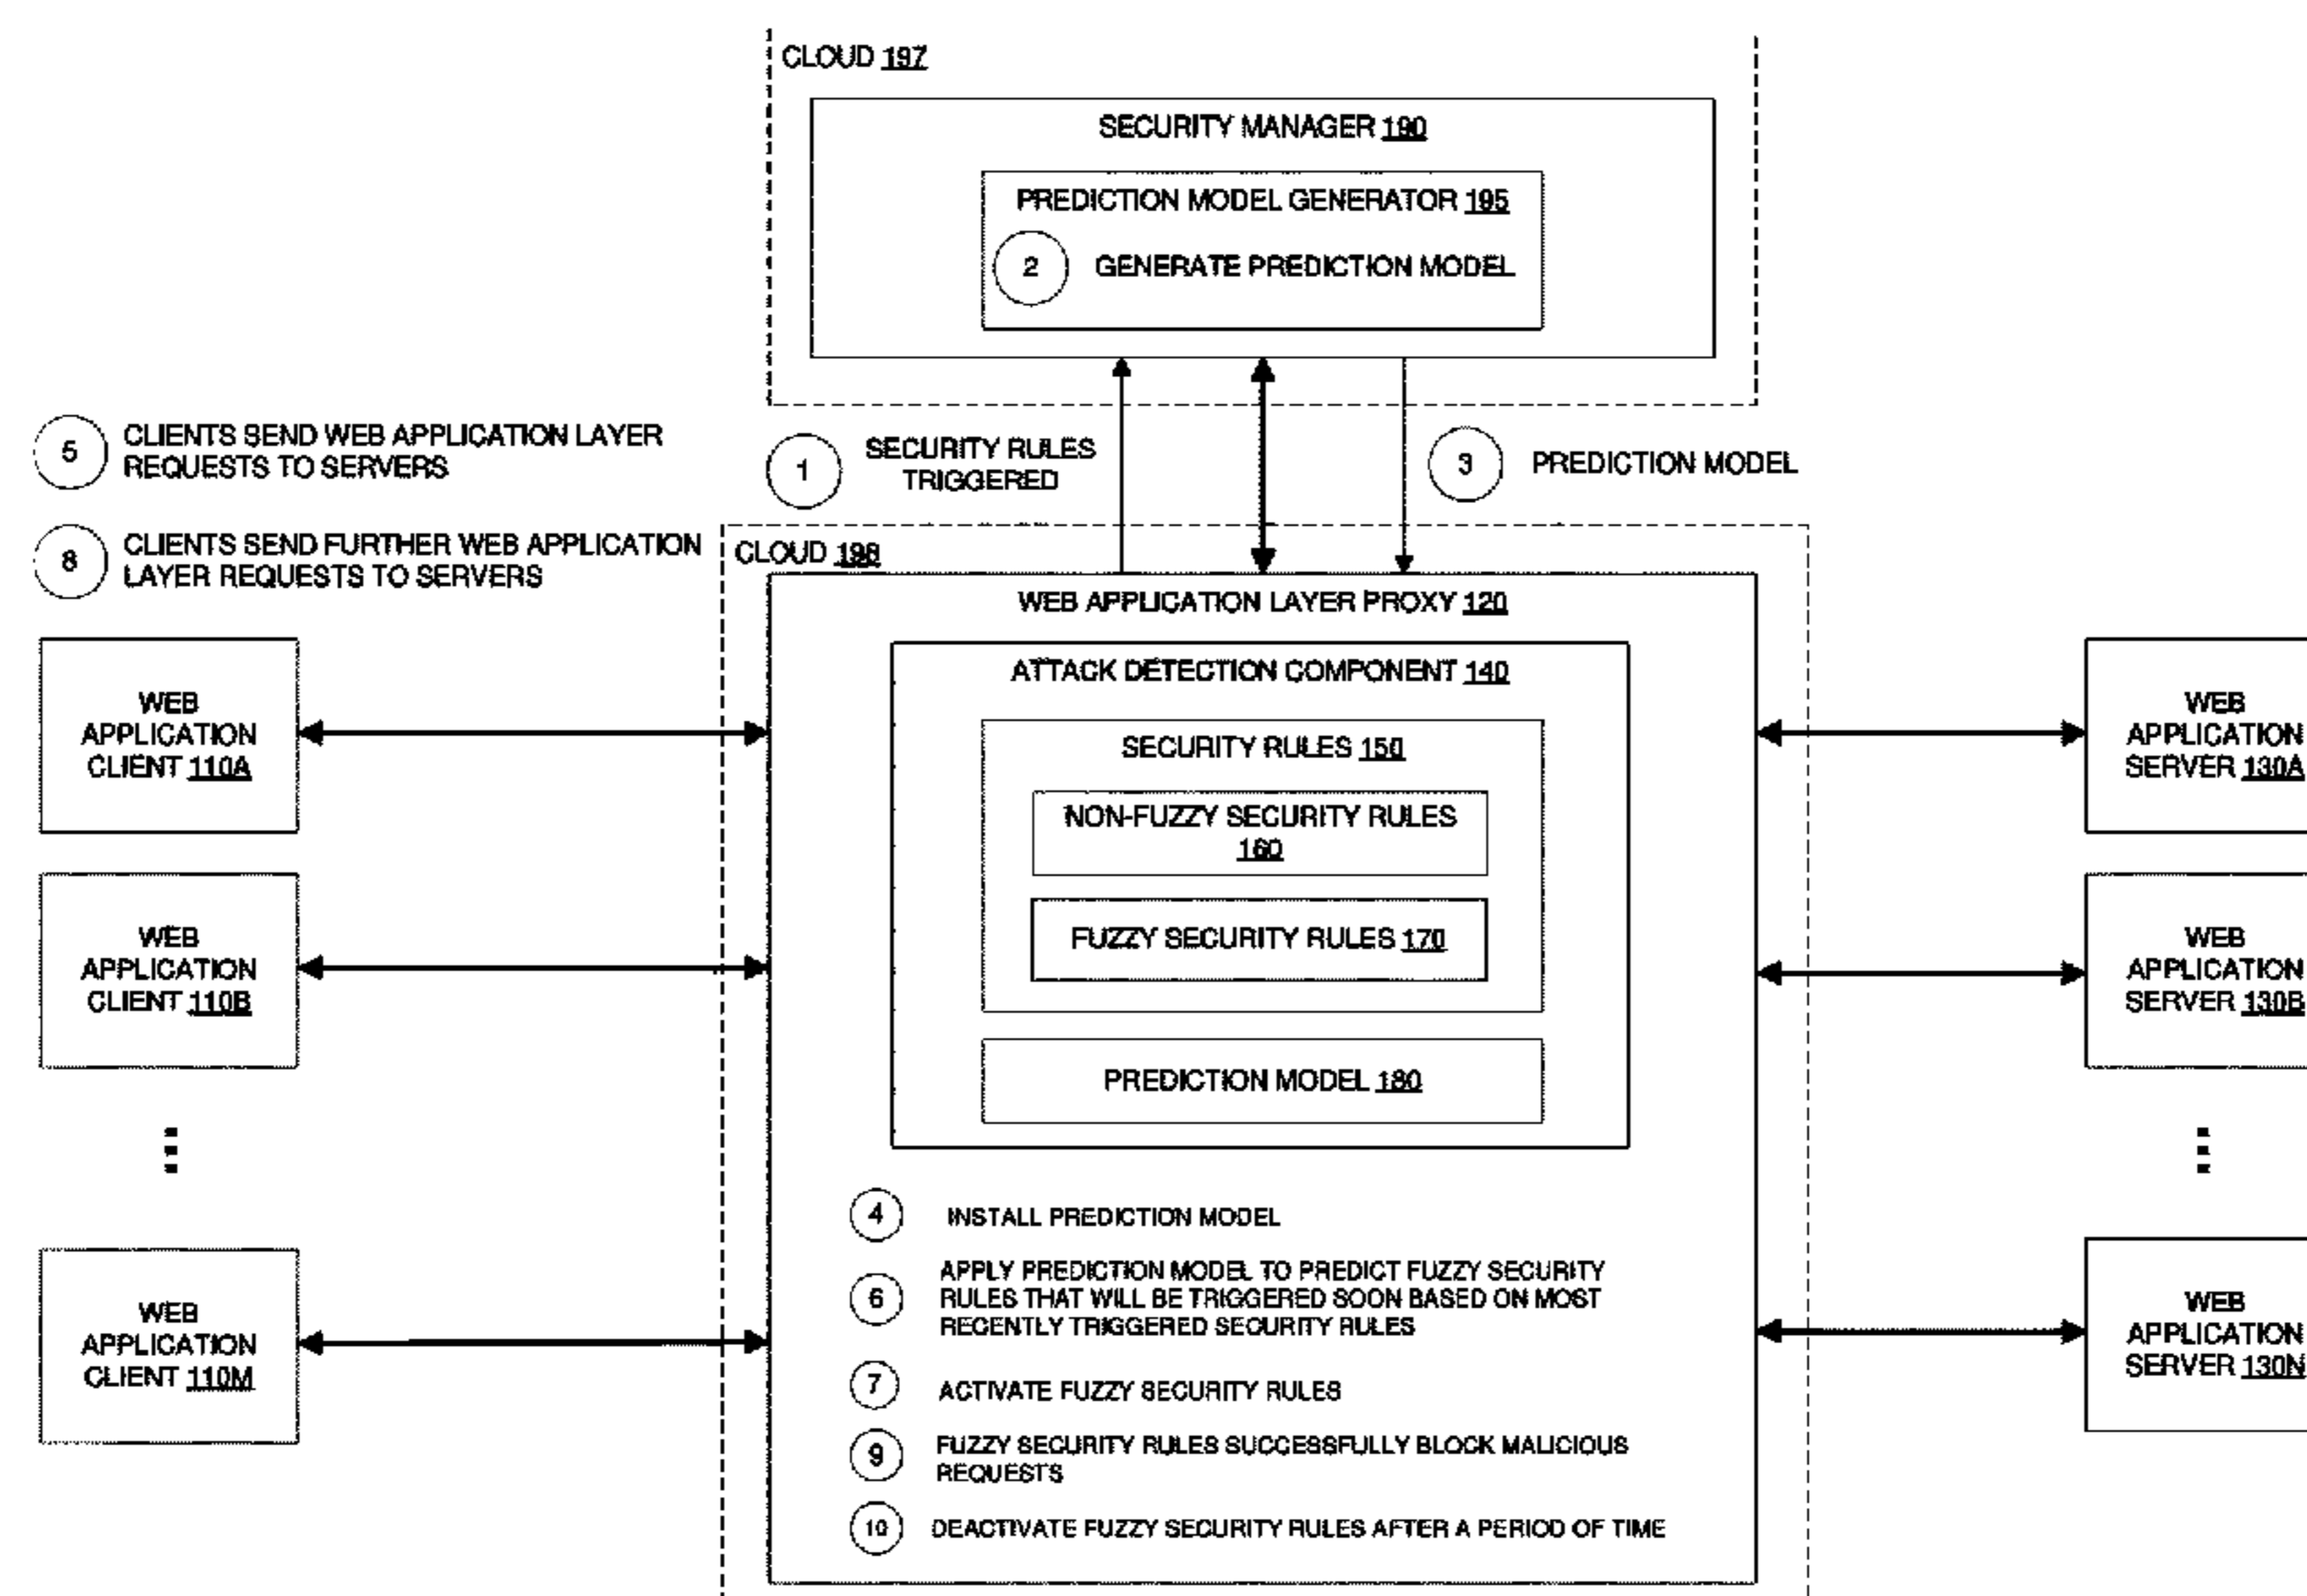 CLOUD 197
SECURITY MANAGER 190
PREDICTION MODEL GENERATOR 195
2 GENERATE PREDICTION MODEL
5 CLIENTS SEND WEB APPLICATION LAYER
REQUESTS TO SERVERS
1 SECURITY RULES
TRIGGERED
3 PREDICTION MODEL
8 CLIENTS SEND FURTHER WEB APPLICATION
LAYER REQUESTS TO SERVERS
CLOUD 198
WEB APPLICATION LAYER PROXY 120
ATTACK DETECTION COMPONENT 140
SECURITY RULES 150
NON-FUZZY SECURITY RULES
160
FUZZY SECURITY RULES 170
PREDICTION MODEL 180
WEB
APPLICATION
CLIENT 110A
WEB
APPLICATION
CLIENT 110B
WEB
APPLICATION
CLIENT 110M
WEB
APPLICATION
SERVER 130A
WEB
APPLICATION
SERVER 130B
WEB
APPLICATION
SERVER 130N
4 INSTALL PREDICTION MODEL
6 APPLY PREDICTION MODEL TO PREDICT FUZZY SECURITY
RULES THAT WILL BE TRIGGERED SOON BASED ON MOST
RECENTLY TRIGGERED SECURITY RULES
7 ACTIVATE FUZZY SECURITY RULES
9 FUZZY SECURITY RULES SUCCESSFULLY BLOCK MALICIOUS
REQUESTS
10 DEACTIVATE FUZZY SECURITY RULES AFTER A PERIOD OF TIME